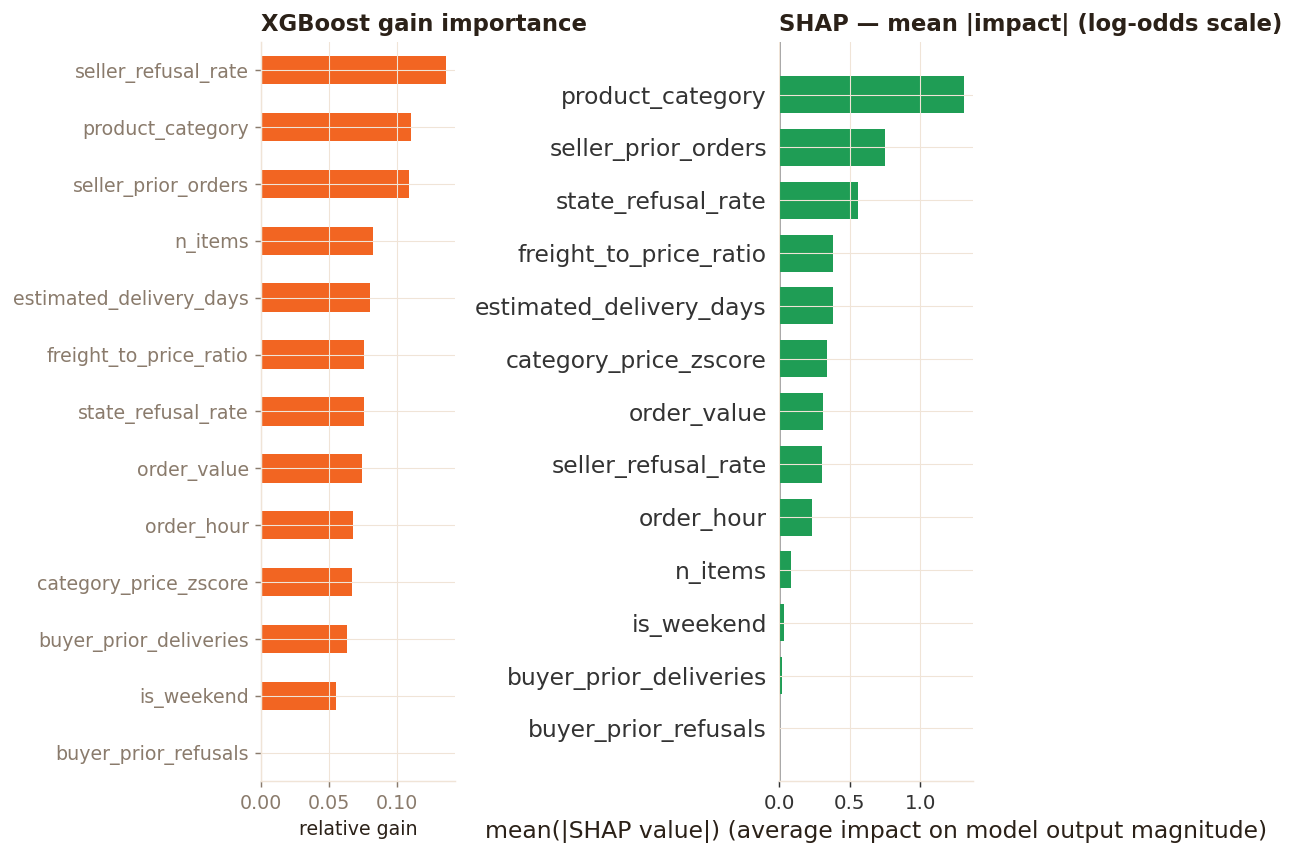 XGBoost gain importance
seller_refusal_rate
product_category
seller_prior_orders
n_items
estimated_delivery_days
freight_to_price_ratio
state_refusal_rate
order_value
order_hour
category_price_zscore
buyer_prior_deliveries
is_weekend
buyer_prior_refusals
0.00 0.05 0.10
relative gain
SHAP — mean |impact| (log-odds scale)
product_category
seller_prior_orders
state_refusal_rate
freight_to_price_ratio
estimated_delivery_days
category_price_zscore
order_value
seller_refusal_rate
order_hour
n_items
is_weekend
buyer_prior_deliveries
buyer_prior_refusals
0.0 0.5 1.0
mean(|SHAP value|) (average impact on model output magnitude)